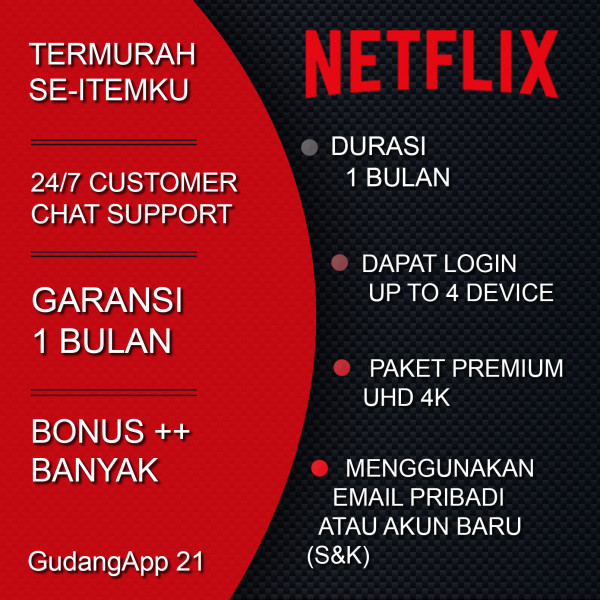 TERMURAH
SE-ITEMKU
24/7 CUSTOMER
CHAT SUPPORT
GARANSI
1 BULAN
BONUS ++
BANYAK
GudangApp 21
NETFLIX
DURASI
1 BULAN
DAPAT LOGIN
UP TO 4 DEVICE
PAKET PREMIUM
UHD 4K
MENGGUNAKAN
EMAIL PRIBADI
ATAU AKUN BARU
(S&K)